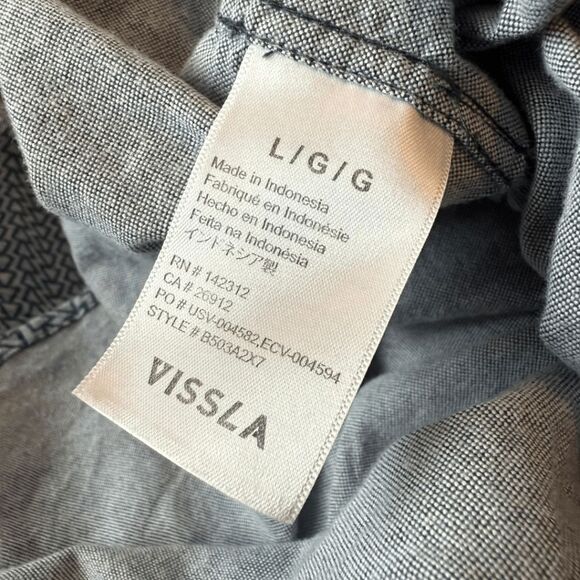 L/G/G
Made in Indonesia
Fabriqué en Indonésie
Hecho en Indonesia
Feita na Indonésia
インドネシア製
RN # 142312
CA # 26912
PO # USV-004582,ECV-004594
STYLE # B503A2X7
VISSLA